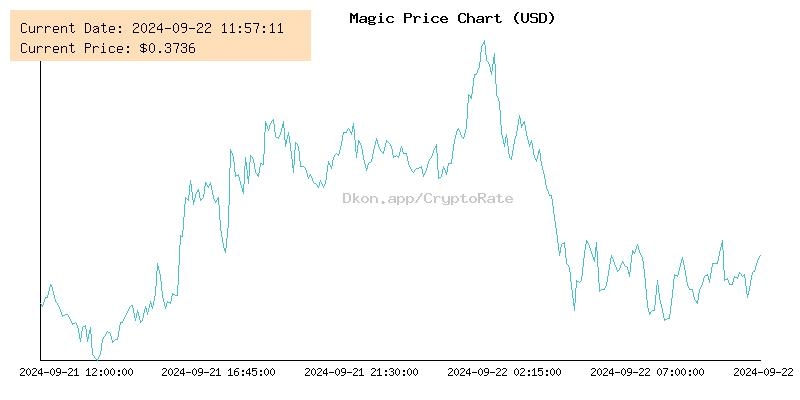 Magic Price Chart (USD)
Current Date: 2024-09-22 11:57:11
Current Price: $0.3736
Dkon.app/CryptoRate
2024-09-21 12:00:00 2024-09-21 16:45:00 2024-09-21 21:30:00 2024-09-22 02:15:00 2024-09-22 07:00:00 2024-09-22